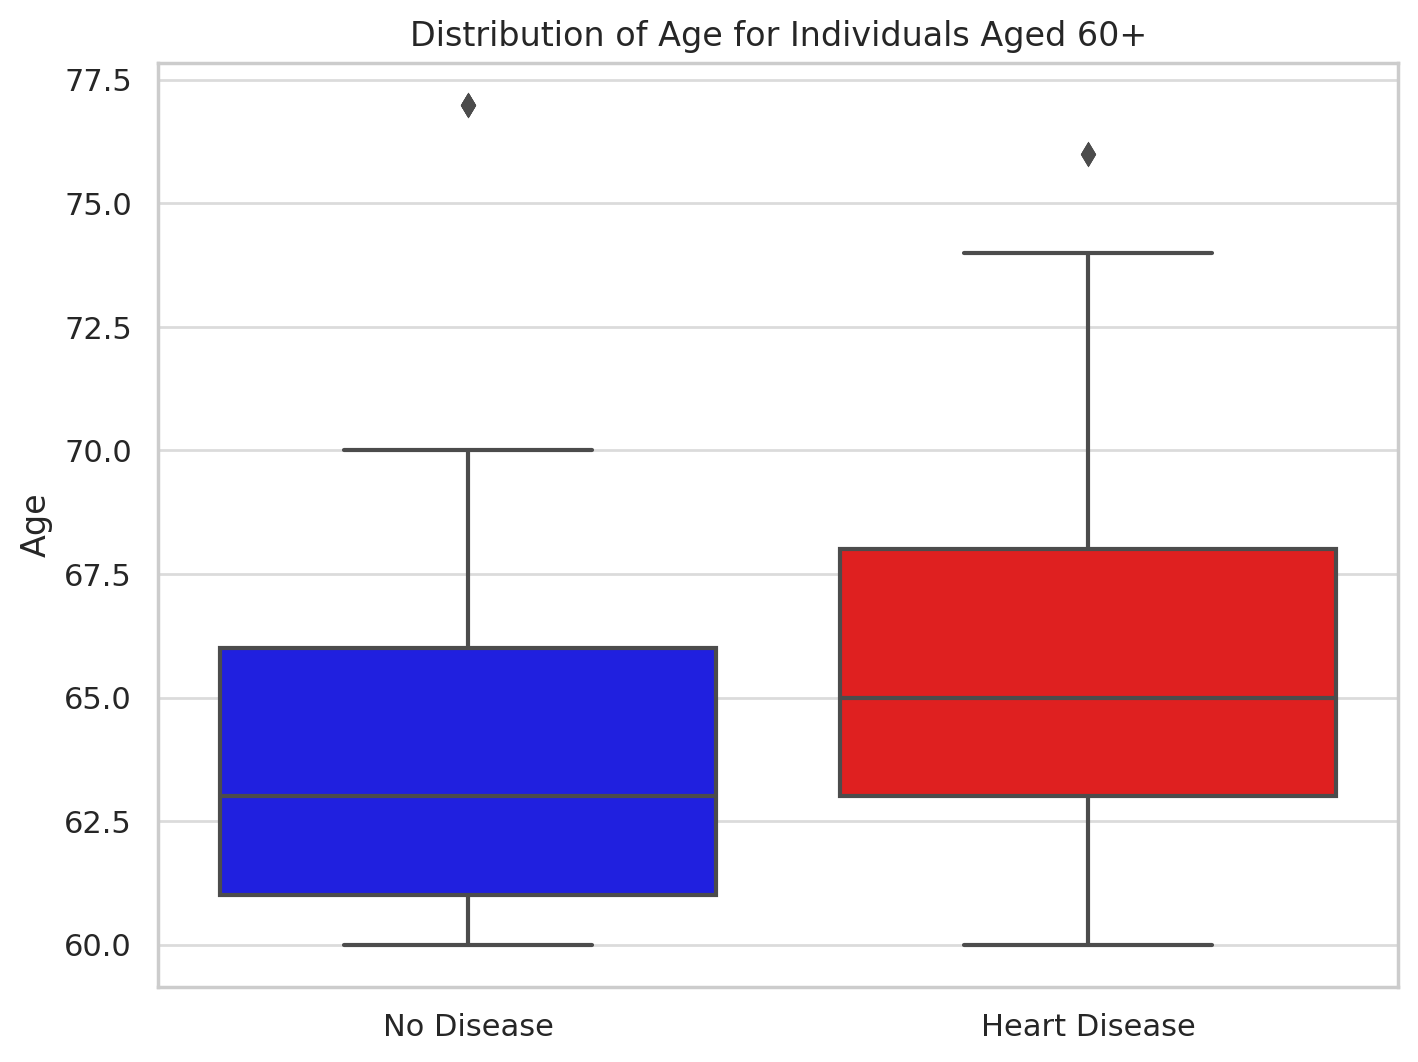 Distribution of Age for Individuals Aged 60+
77.5
75.0
72.5
70.0
67.5
65.0
62.5
60.0
Age
No Disease
Heart Disease